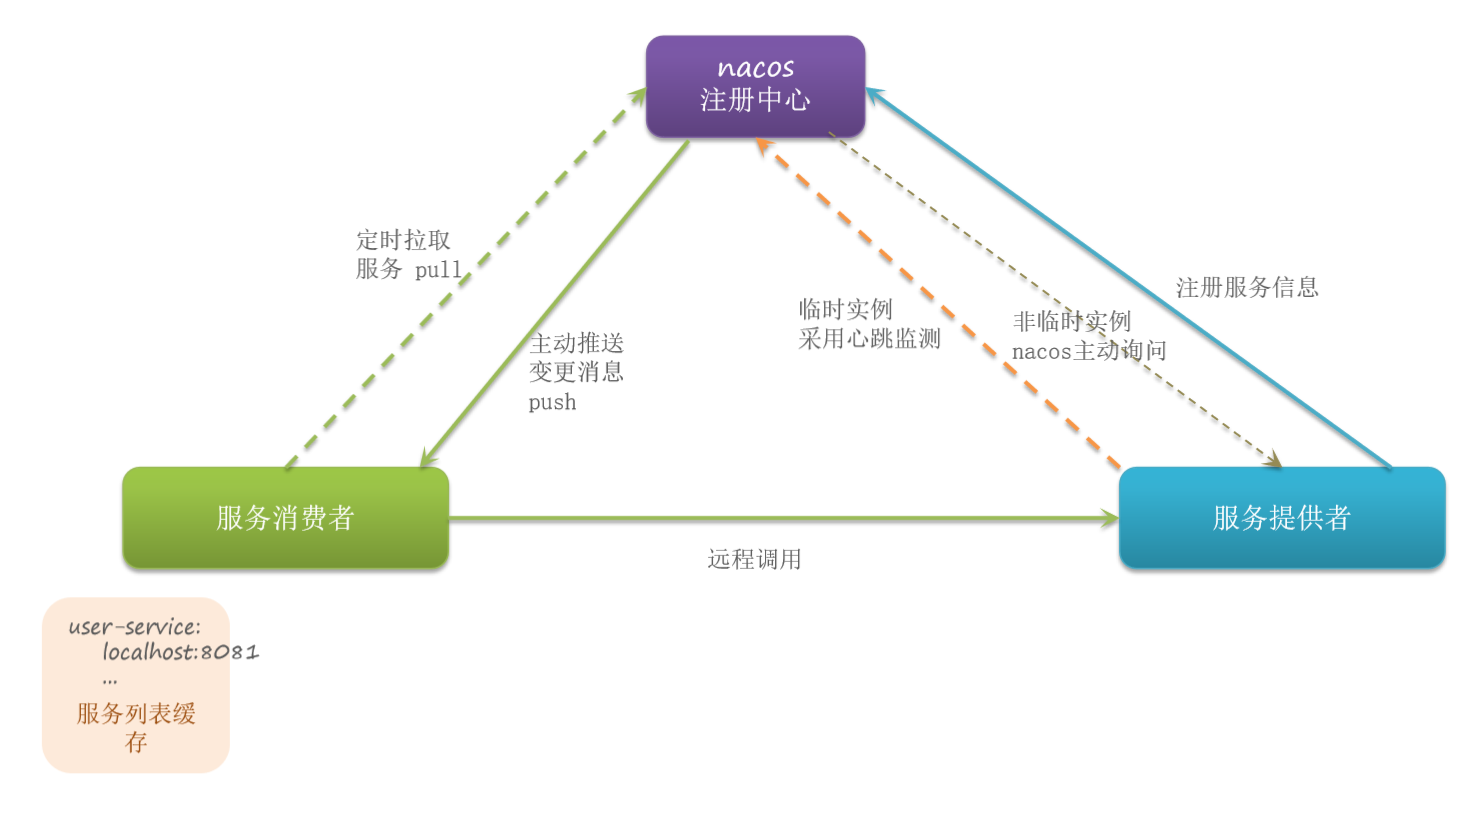 nacos
注册中心
定时拉取
服务 pull
主动推送
变更消息
push
临时实例
采用心跳监测
非临时实例
nacos主动询问
注册服务信息
服务消费者
服务提供者
远程调用
user-service:
localhost:8081
...
服务列表缓
存